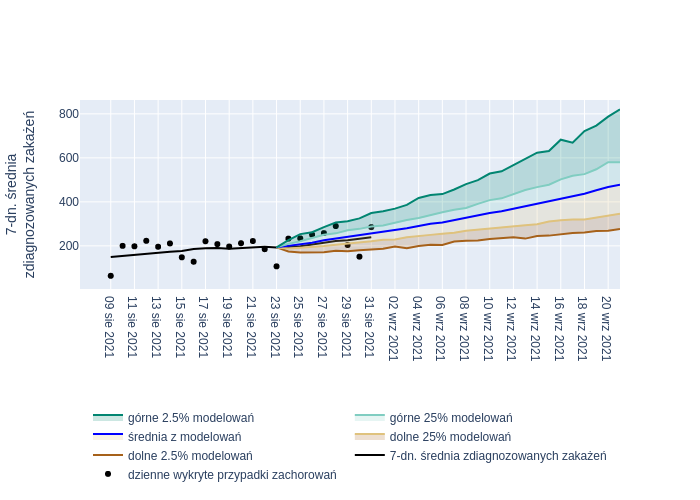 7-dn. średnia
zdiagnozowanych zakażeń
800
600
400
200
09 sie 2021
11 sie 2021
13 sie 2021
15 sie 2021
17 sie 2021
19 sie 2021
21 sie 2021
23 sie 2021
25 sie 2021
27 sie 2021
29 sie 2021
31 sie 2021
02 wrz 2021
04 wrz 2021
06 wrz 2021
08 wrz 2021
10 wrz 2021
12 wrz 2021
14 wrz 2021
16 wrz 2021
18 wrz 2021
20 wrz 2021
górne 2.5% modelowań
górne 25% modelowań
średnia z modelowań
dolne 25% modelowań
dolne 2.5% modelowań
7-dn. średnia zdiagnozowanych zakażeń
dzienne wykryte przypadki zachorowań